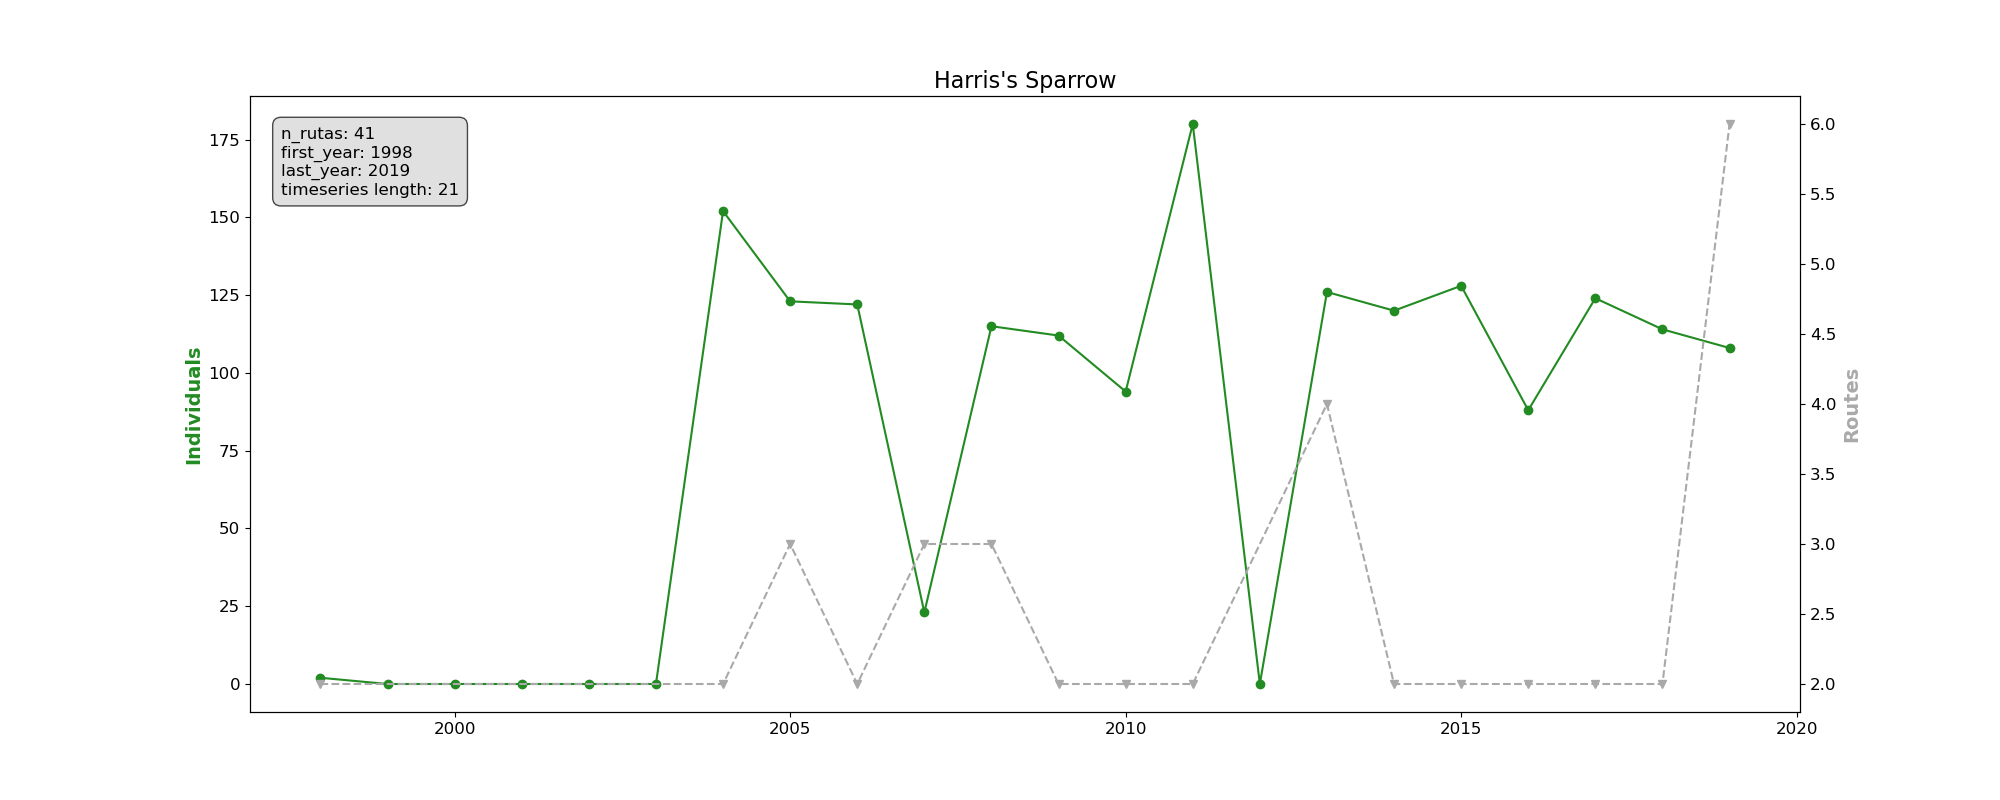 Harris's Sparrow
n_rutas: 41
first_year: 1998
last_year: 2019
timeseries length: 21
Individuals
175
150
125
100
75
50
25
0
6.0
5.5
5.0
4.5
4.0
3.5
3.0
2.5
2.0
Routes
2000 2005 2010 2015 2020